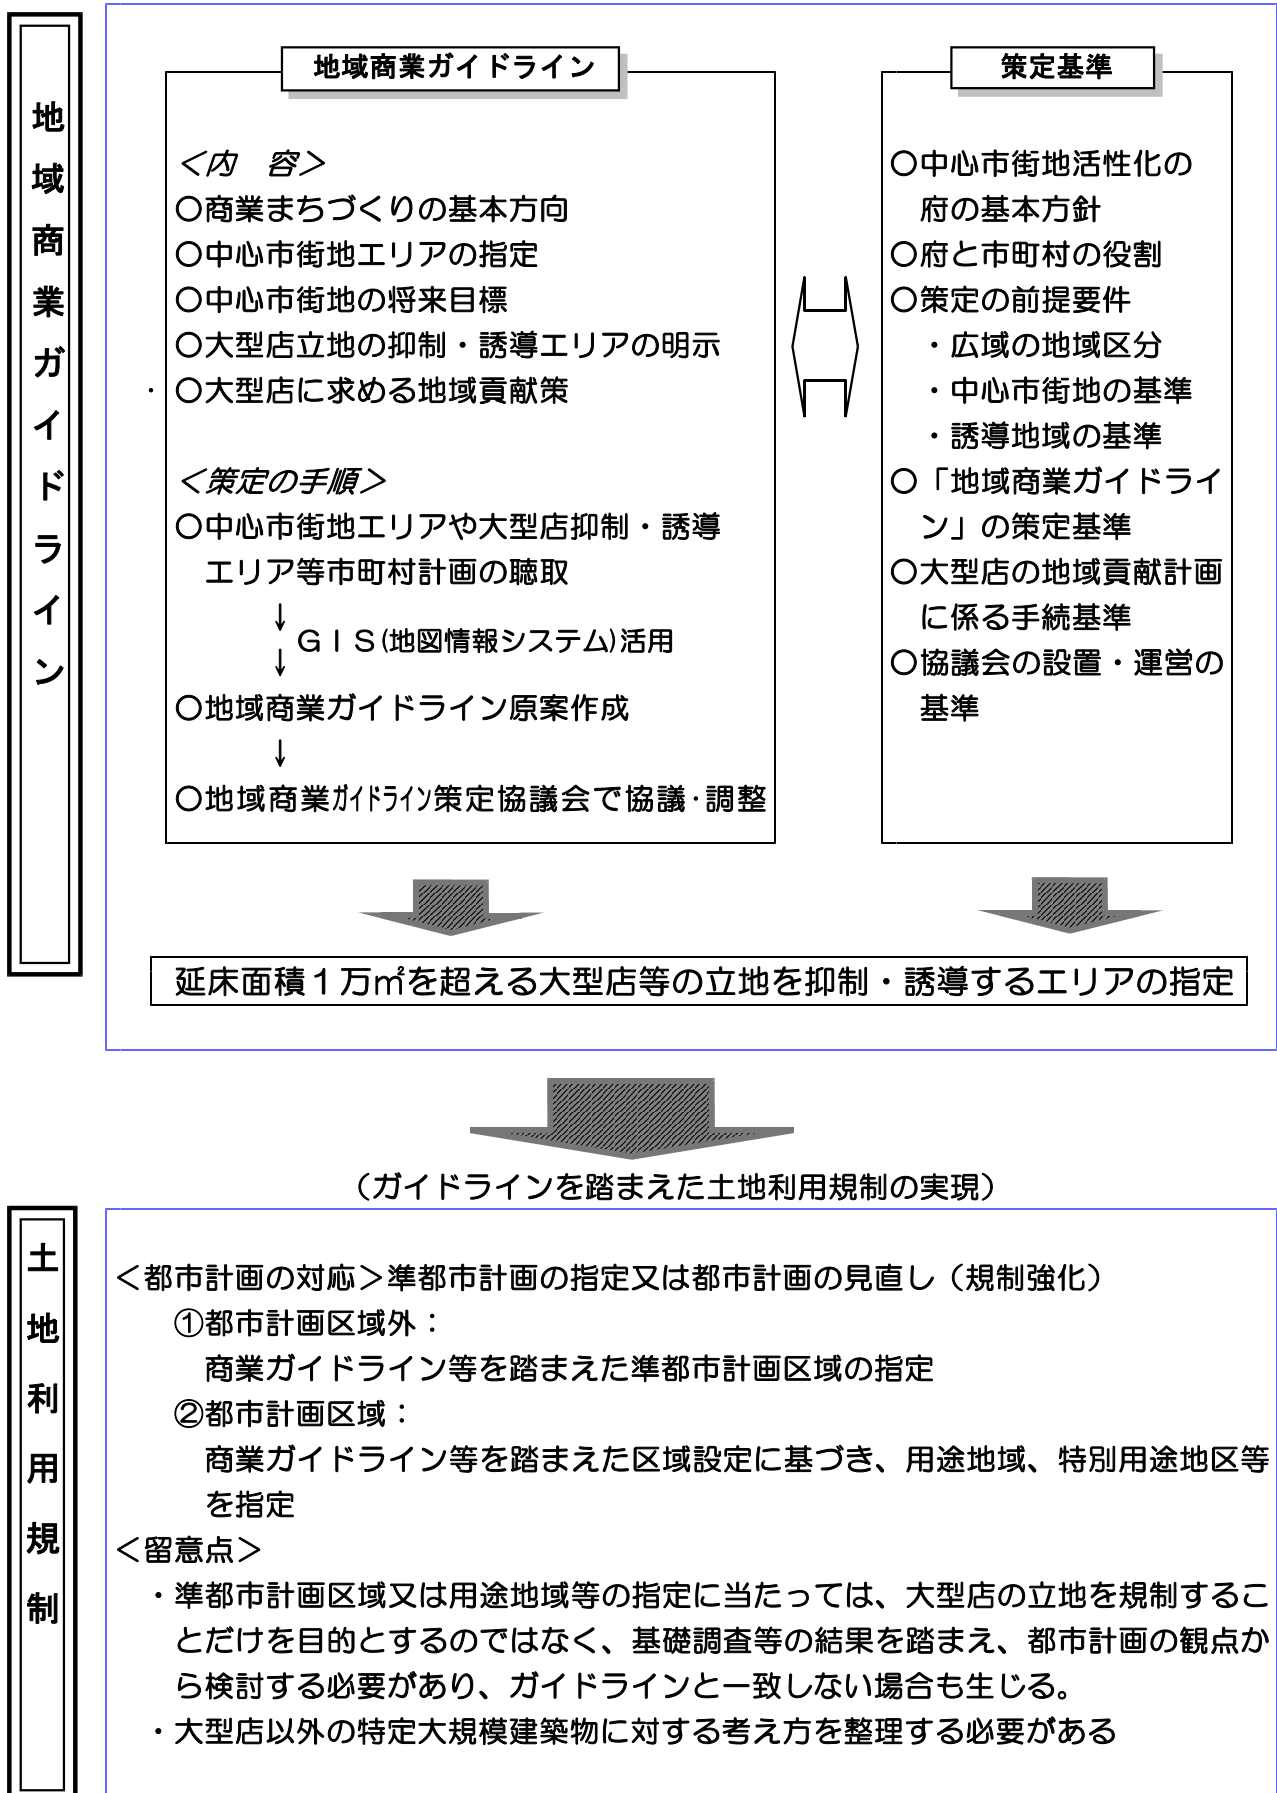 地域商業ガイドライン
地域商業ガイドライン
＜内　容＞
〇商業まちづくりの基本方向
〇中心市街地エリアの指定
〇中心市街地の将来目標
〇大型店立地の抑制・誘導エリアの明示
・〇大型店に求める地域貢献策
＜策定の手順＞
〇中心市街地エリアや大型店抑制・誘導
エリア等市町村計画の聴取
↓
ＧＩＳ(地図情報システム)活用
↓
〇地域商業ガイドライン原案作成
↓
〇地域商業ｶﾞｲﾄﾞﾗｲﾝ策定協議会で協議･調整
策定基準
〇中心市街地活性化の
府の基本方針
〇府と市町村の役割
〇策定の前提要件
・広域の地域区分
・中心市街地の基準
・誘導地域の基準
〇「地域商業ガイドライ
ン」の策定基準
〇大型店の地域貢献計画
に係る手続基準
〇協議会の設置・運営の
基準
延床面積１万㎡を超える大型店等の立地を抑制・誘導するエリアの指定
（ガイドラインを踏まえた土地利用規制の実現）
土地利用規制
＜都市計画の対応＞準都市計画の指定又は都市計画の見直し（規制強化）
①都市計画区域外：
商業ガイドライン等を踏まえた準都市計画区域の指定
②都市計画区域：
商業ガイドライン等を踏まえた区域設定に基づき、用途地域、特別用途地区等
を指定
＜留意点＞
・準都市計画区域又は用途地域等の指定に当たっては、大型店の立地を規制するこ
とだけを目的とするのではなく、基礎調査等の結果を踏まえ、都市計画の観点か
ら検討する必要があり、ガイドラインと一致しない場合も生じる。
・大型店以外の特定大規模建築物に対する考え方を整理する必要がある